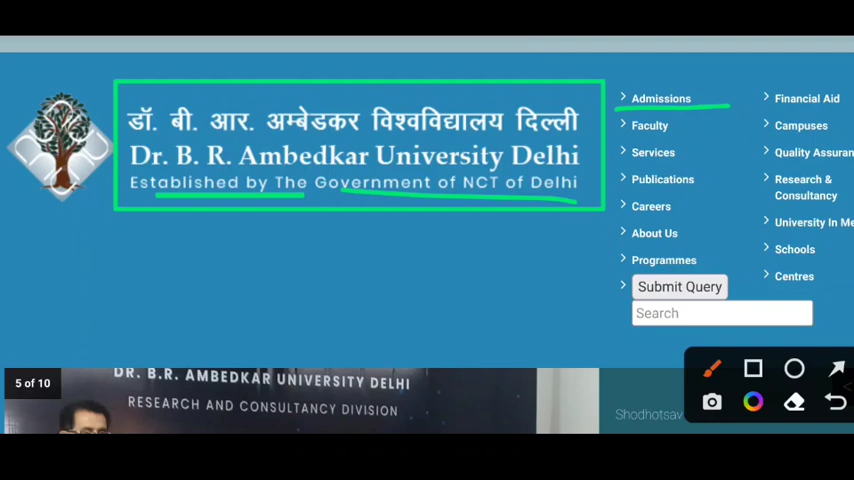 डॉ. बी. आर. अम्बेडकर विश्वविद्यालय दिल्ली
Dr. B. R. Ambedkar University Delhi
Established by The Government of NCT of Delhi
Admissions
Faculty
Services
Publications
Careers
About Us
Programmes
Submit Query
Search
Financial Aid
Campuses
Quality Assuran
Research &
Consultancy
University In Me
Schools
Centres
5 of 10
DR. B.R. AMBEDKAR UNIVERSITY DELHI
RESEARCH AND CONSULTANCY DIVISION
Shodhotsav